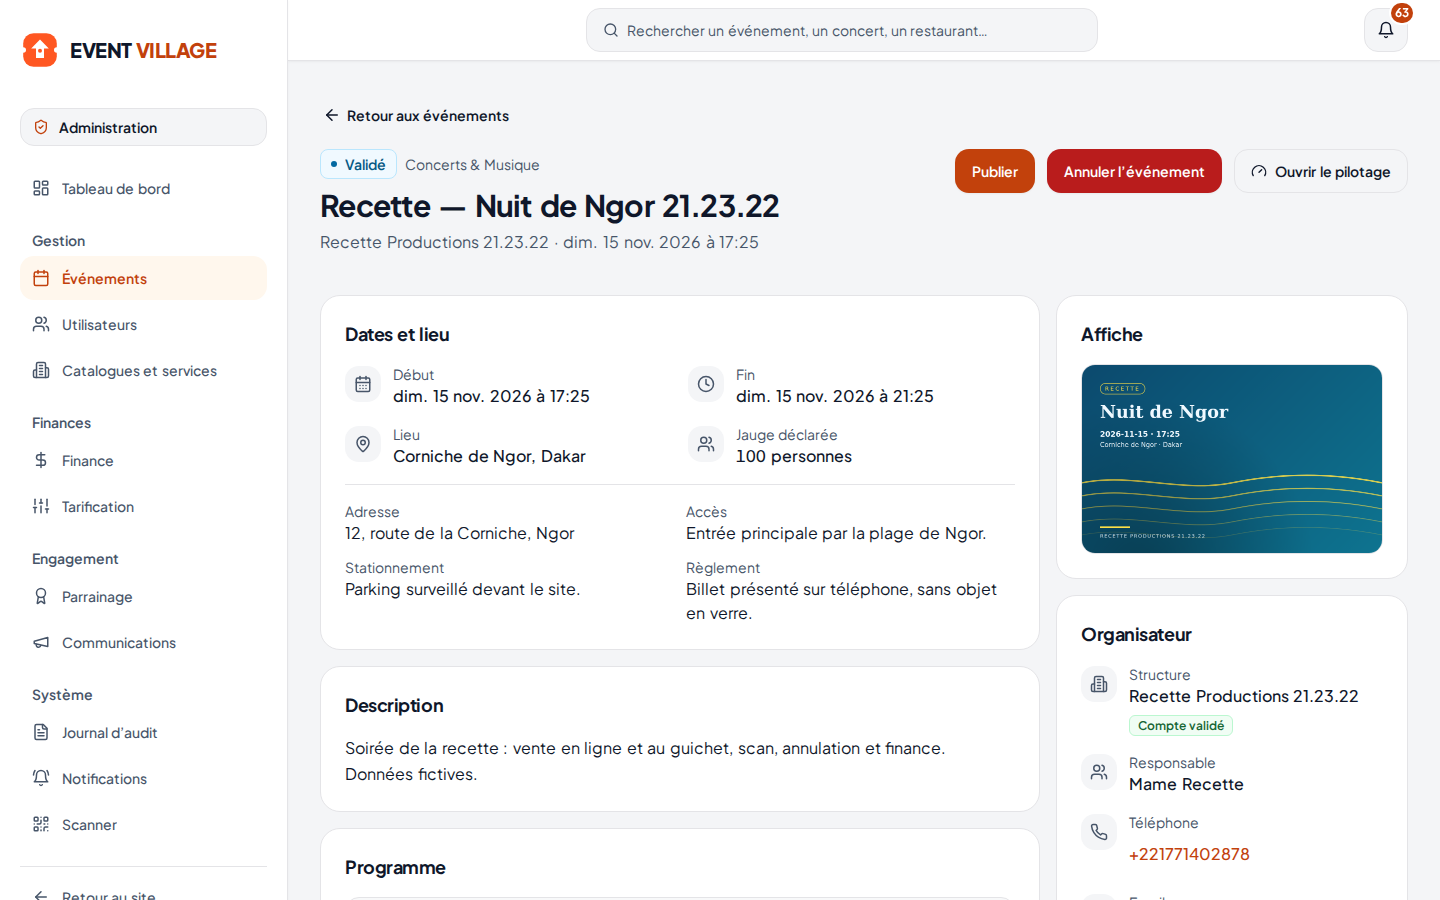 EVENT VILLAGE
Rechercher un événement, un concert, un restaurant…
63
Administration
Tableau de bord
Gestion
Événements
Utilisateurs
Catalogues et services
Finances
Finance
Tarification
Engagement
Parrainage
Communications
Système
Journal d’audit
Notifications
Scanner
Retour au site
Retour aux événements
Validé
Concerts & Musique
Publier
Annuler l’événement
Ouvrir le pilotage
Recette — Nuit de Ngor 21.23.22
Recette Productions 21.23.22 · dim. 15 nov. 2026 à 17:25
Dates et lieu
Début
dim. 15 nov. 2026 à 17:25
Fin
dim. 15 nov. 2026 à 21:25
Lieu
Corniche de Ngor, Dakar
Jauge déclarée
100 personnes
Adresse
12, route de la Corniche, Ngor
Accès
Entrée principale par la plage de Ngor.
Stationnement
Parking surveillé devant le site.
Règlement
Billet présenté sur téléphone, sans objet
en verre.
Description
Soirée de la recette : vente en ligne et au guichet, scan, annulation et finance.
Données fictives.
Programme
Affiche
RECETTE
Nuit de Ngor
2026-11-15 · 17:25
Corniche de Ngor · Dakar
RECETTE PRODUCTIONS 21.23.22
Organisateur
Structure
Recette Productions 21.23.22
Compte validé
Responsable
Mame Recette
Téléphone
+221771402878